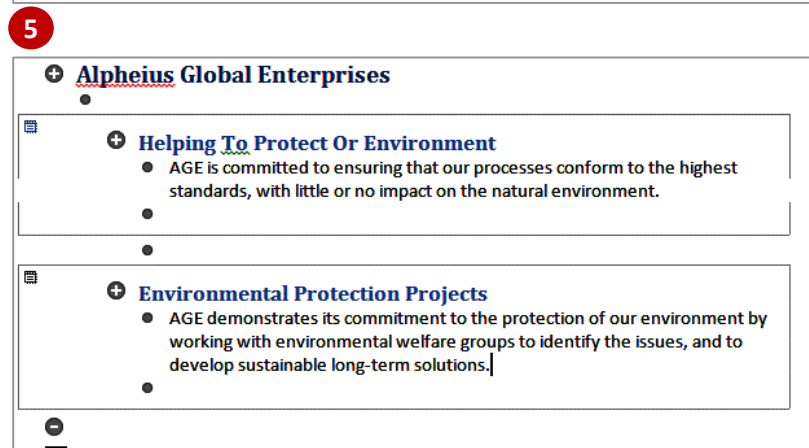 5
Alpheius Global Enterprises
Helping To Protect Or Environment
AGE is committed to ensuring that our processes conform to the highest
standards, with little or no impact on the natural environment.
Environmental Protection Projects
AGE demonstrates its commitment to the protection of our environment by
working with environmental welfare groups to identify the issues, and to
develop sustainable long-term solutions.